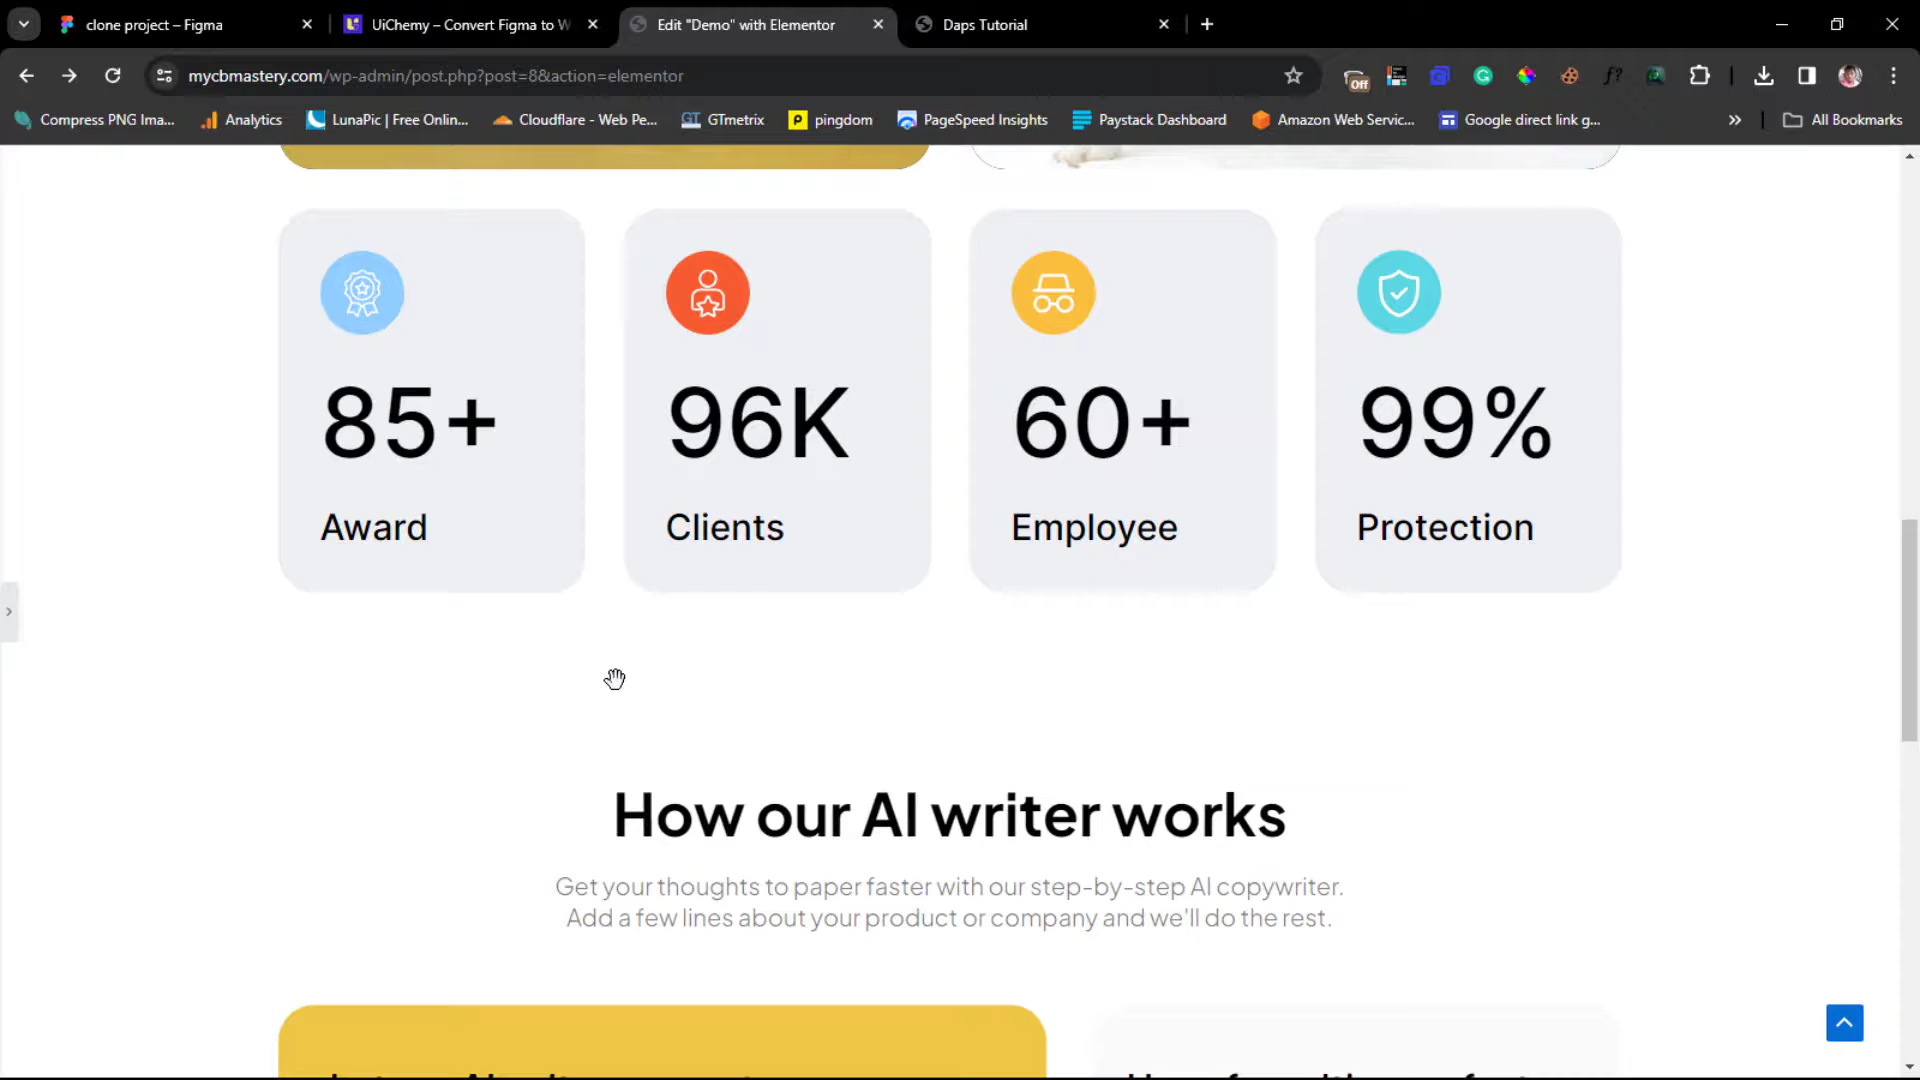 clone project – Figma
UiChemy – Convert Figma to W
Edit "Demo" with Elementor
Daps Tutorial
mycbmastery.com/wp-admin/post.php?post=8&action=elementor
Off
f?
Compress PNG Ima...
Analytics
LunaPic | Free Onlin...
Cloudflare - Web Pe...
GT
GTmetrix
pingdom
PageSpeed Insights
Paystack Dashboard
Amazon Web Servic...
Google direct link g...
All Bookmarks
85+
96K
60+
99%
Award
Clients
Employee
Protection
How our AI writer works
Get your thoughts to paper faster with our step-by-step AI copywriter.
Add a few lines about your product or company and we'll do the rest.